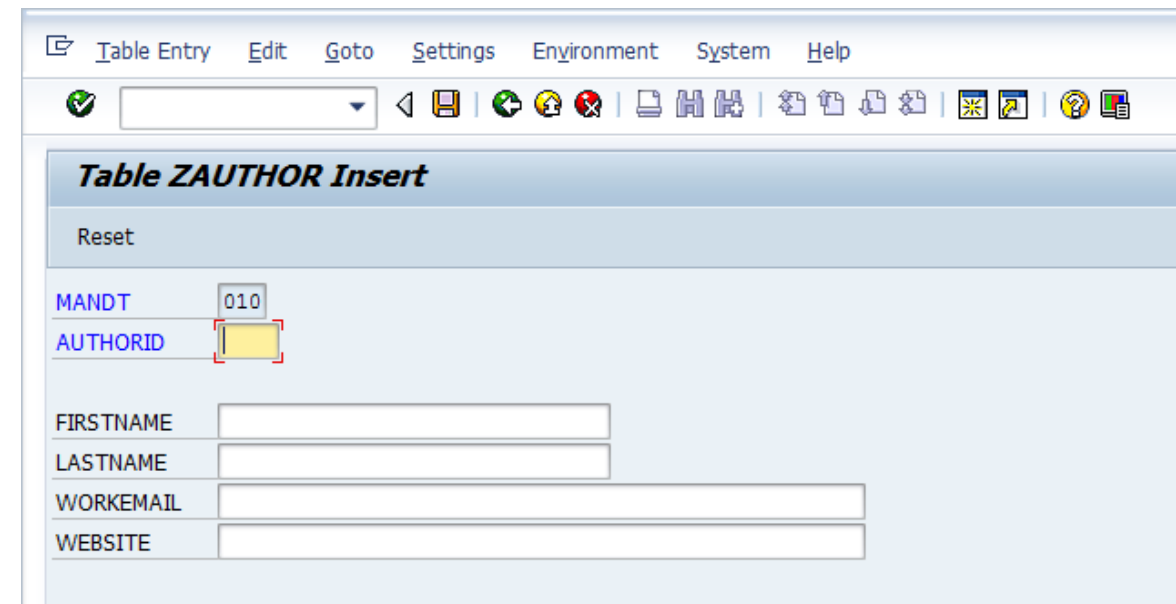 Table Entry Edit Goto Settings Environment System Help
Table ZAUTHOR Insert
Reset
MANDT 010
AUTHORID
FIRSTNAME
LASTNAME
WORKEMAIL
WEBSITE